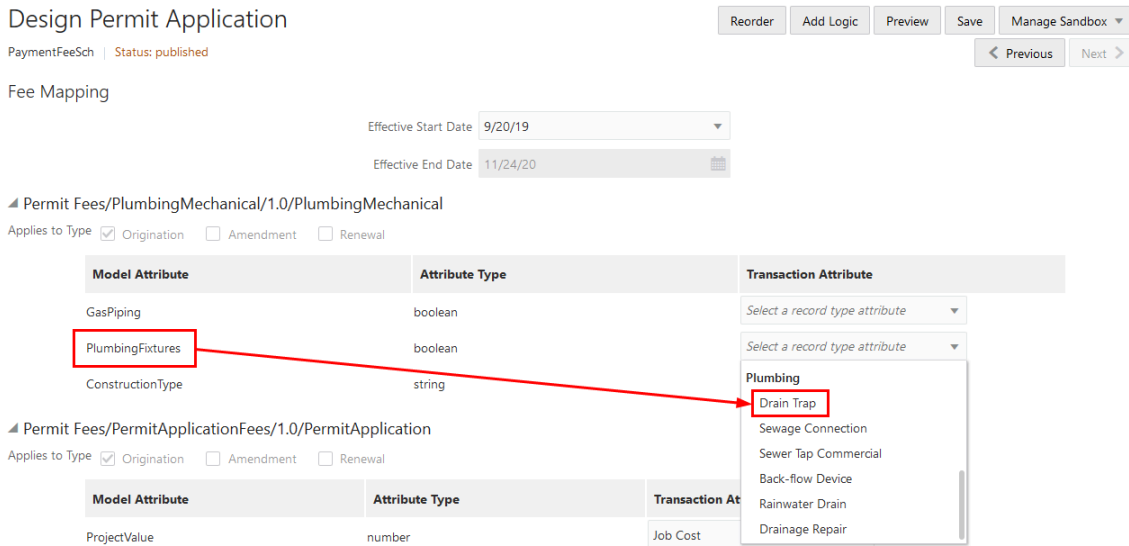 Design Permit Application
Reorder Add Logic Preview Save Manage Sandbox
PaymentFeeSch Status: published
Previous Next
Fee Mapping
Effective Start Date 9/20/19
Effective End Date 11/24/20
Permit Fees/PlumbingMechanical/1.0/PlumbingMechanical
Applies to Type Origination Amendment Renewal
Model Attribute Attribute Type Transaction Attribute
GasPiping boolean Select a record type attribute
PlumbingFixtures boolean Select a record type attribute
ConstructionType string
Plumbing
Drain Trap
Sewage Connection
Sewer Tap Commercial
Back-flow Device
Rainwater Drain
Drainage Repair
Permit Fees/PermitApplicationFees/1.0/PermitApplication
Applies to Type Origination Amendment Renewal
Model Attribute Attribute Type Transaction At
ProjectValue number Job Cost